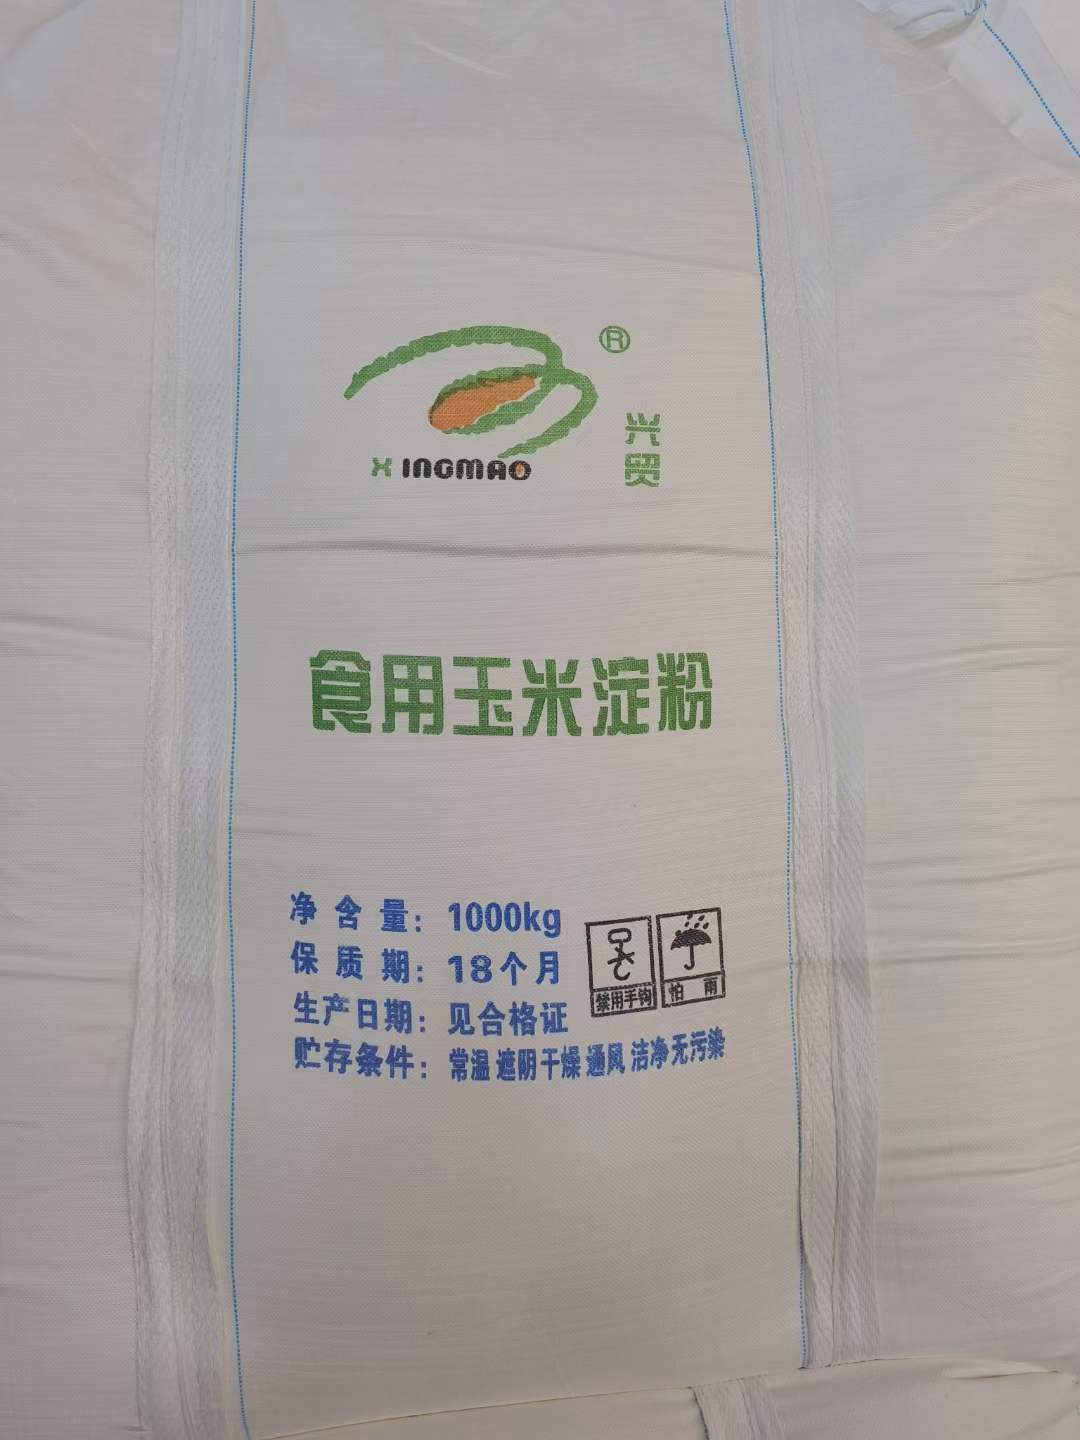 ®
兴贸
XINGMAO
食用玉米淀粉
净含量：1000kg
保质期：18个月
生产日期：见合格证
贮存条件：常温 遮阴 干燥 通风 洁净 无污染
禁用手钩
怕雨